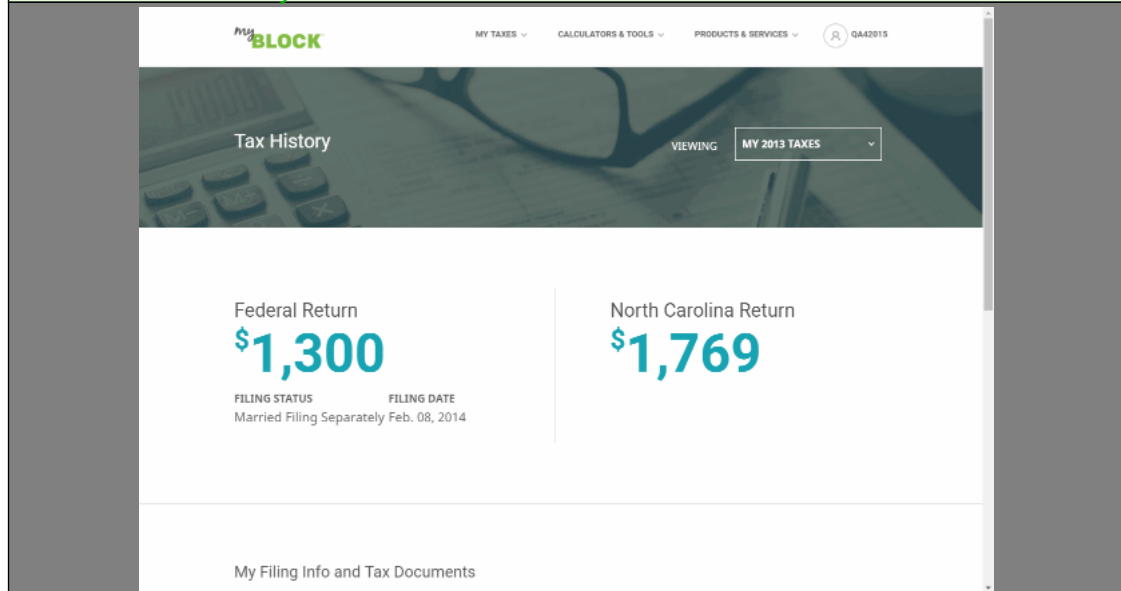 myBLOCK
MY TAXES CALCULATORS & TOOLS PRODUCTS & SERVICES QA42015
Tax History
VIEWING MY 2013 TAXES
Federal Return
$1,300
FILING STATUS FILING DATE
Married Filing Separately Feb. 08, 2014
North Carolina Return
$1,769
My Filing Info and Tax Documents